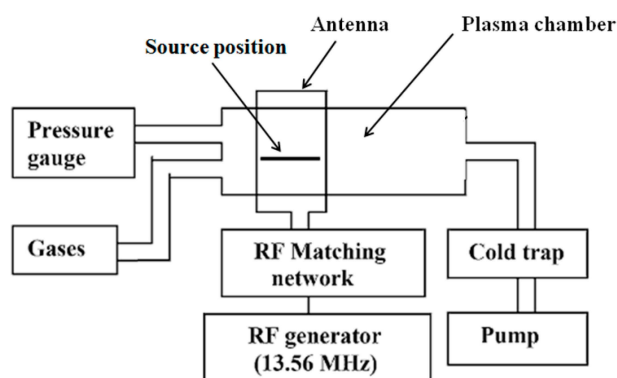 Antenna
Plasma chamber
Source position
Pressure
gauge
Gases
RF Matching
network
Cold trap
RF generator
(13.56 MHz)
Pump